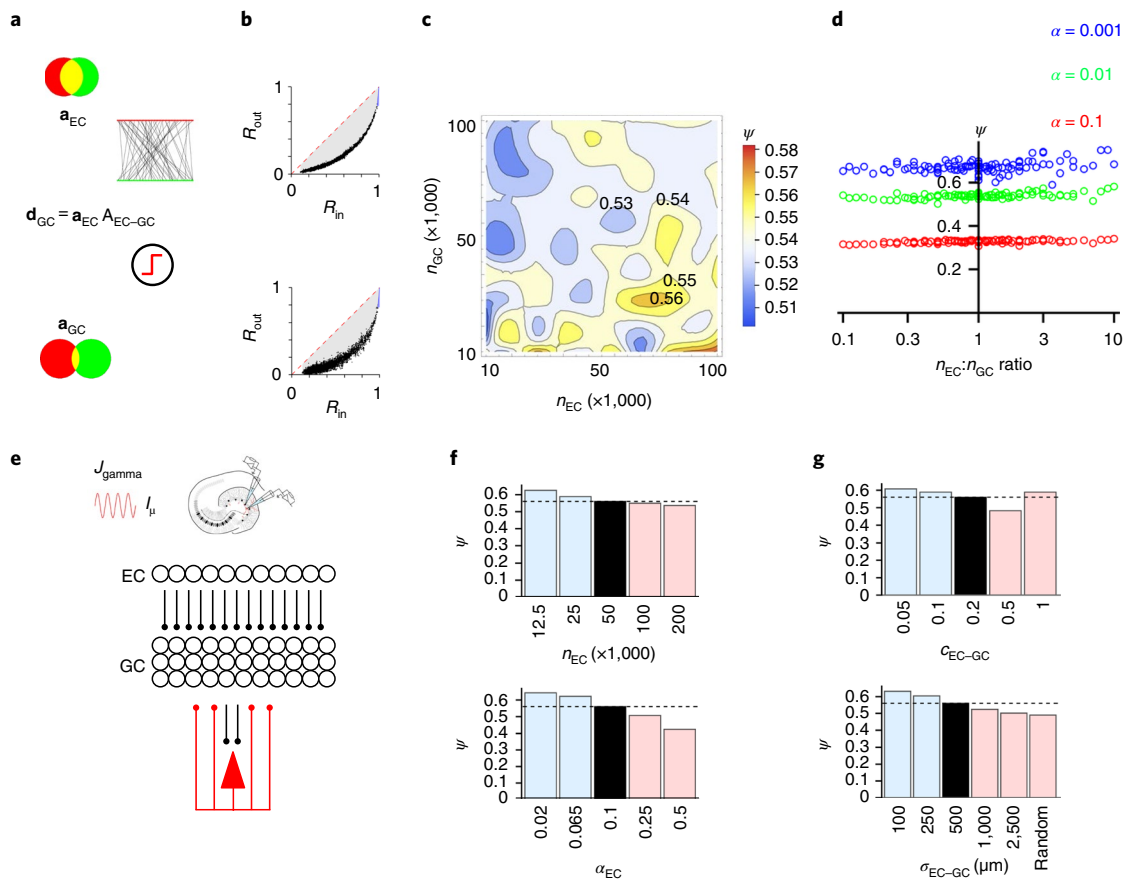 a
a_EC
d_GC = a_EC A_EC–GC
a_GC
b
1
R_out
0
0
1
R_in
1
R_out
0
0
1
R_in
c
100
n_GC (×1,000)
50
10
10
50
100
n_EC (×1,000)
0.53
0.54
0.55
0.56
ψ
0.58
0.57
0.56
0.55
0.54
0.53
0.52
0.51
d
α = 0.001
α = 0.01
α = 0.1
ψ
0.6
0.4
0.2
0.1
0.3
1
3
10
n_EC:n_GC ratio
e
J_gamma
I_μ
EC
GC
f
ψ
0.6
0.5
0.4
0.3
0.2
0.1
0
12.5
25
50
100
200
n_EC (×1,000)
ψ
0.6
0.5
0.4
0.3
0.2
0.1
0
0.02
0.065
0.1
0.25
0.5
α_EC
g
ψ
0.6
0.5
0.4
0.3
0.2
0.1
0
0.05
0.1
0.2
0.5
1
c_EC–GC
ψ
0.6
0.5
0.4
0.3
0.2
0.1
0
100
250
500
1,000
2,500
Random
σ_EC–GC (μm)